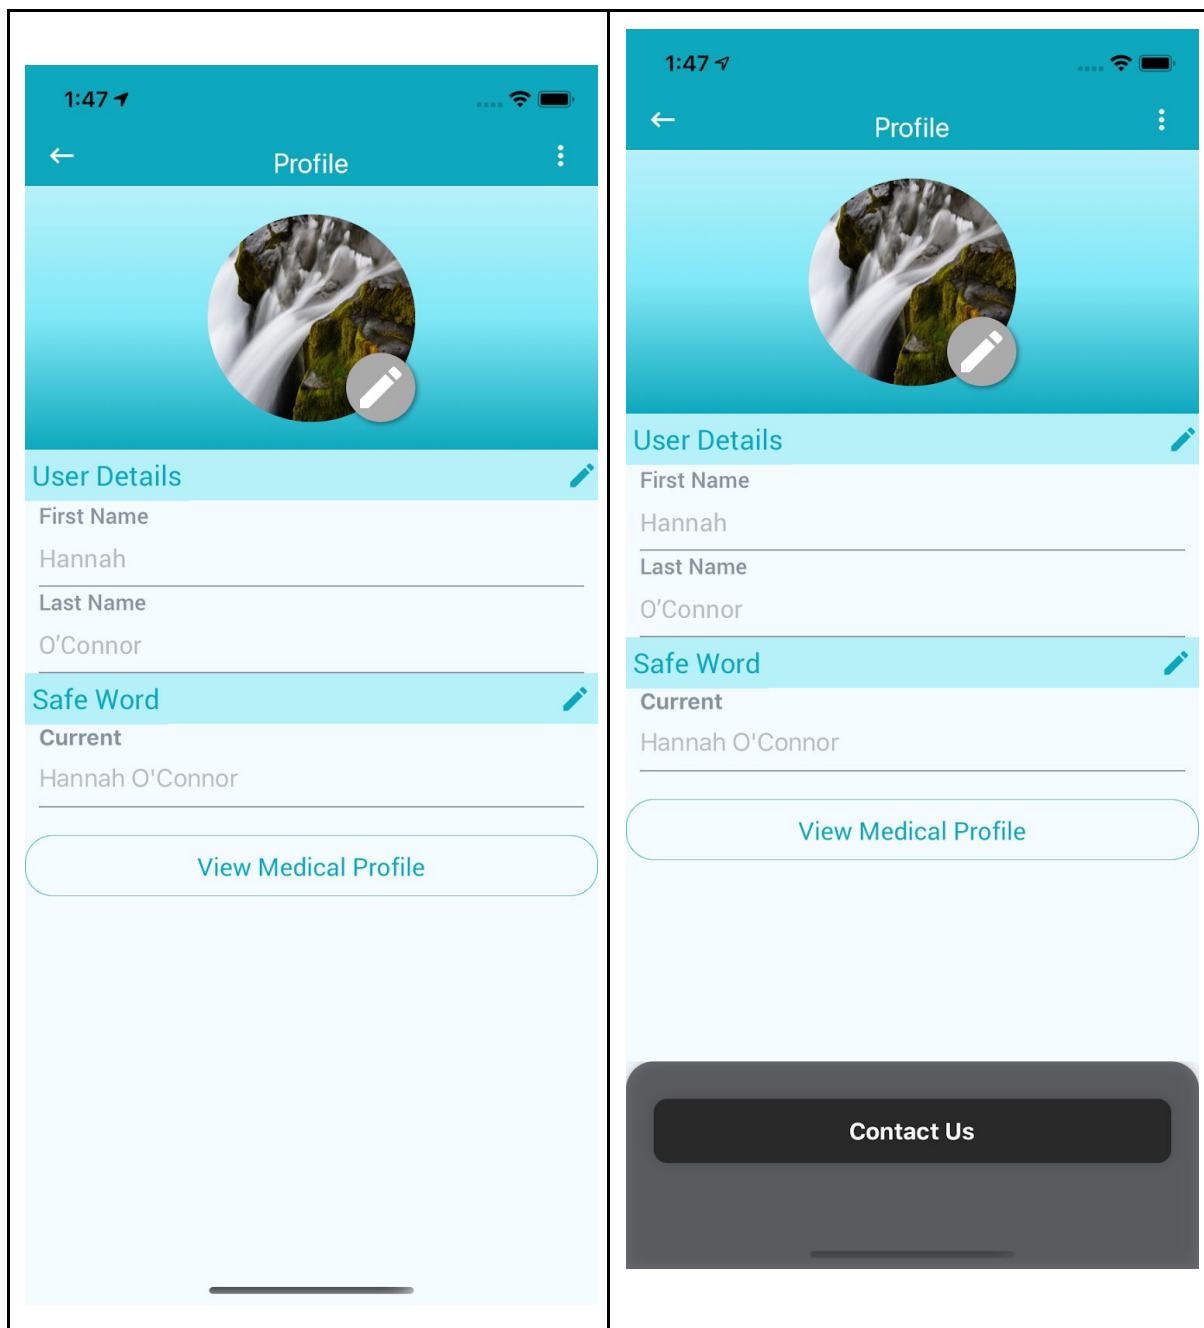 1:47
Profile
User Details
First Name
Hannah
Last Name
O’Connor
Safe Word
Current
Hannah O'Connor
View Medical Profile
1:47
Profile
User Details
First Name
Hannah
Last Name
O’Connor
Safe Word
Current
Hannah O'Connor
View Medical Profile
Contact Us